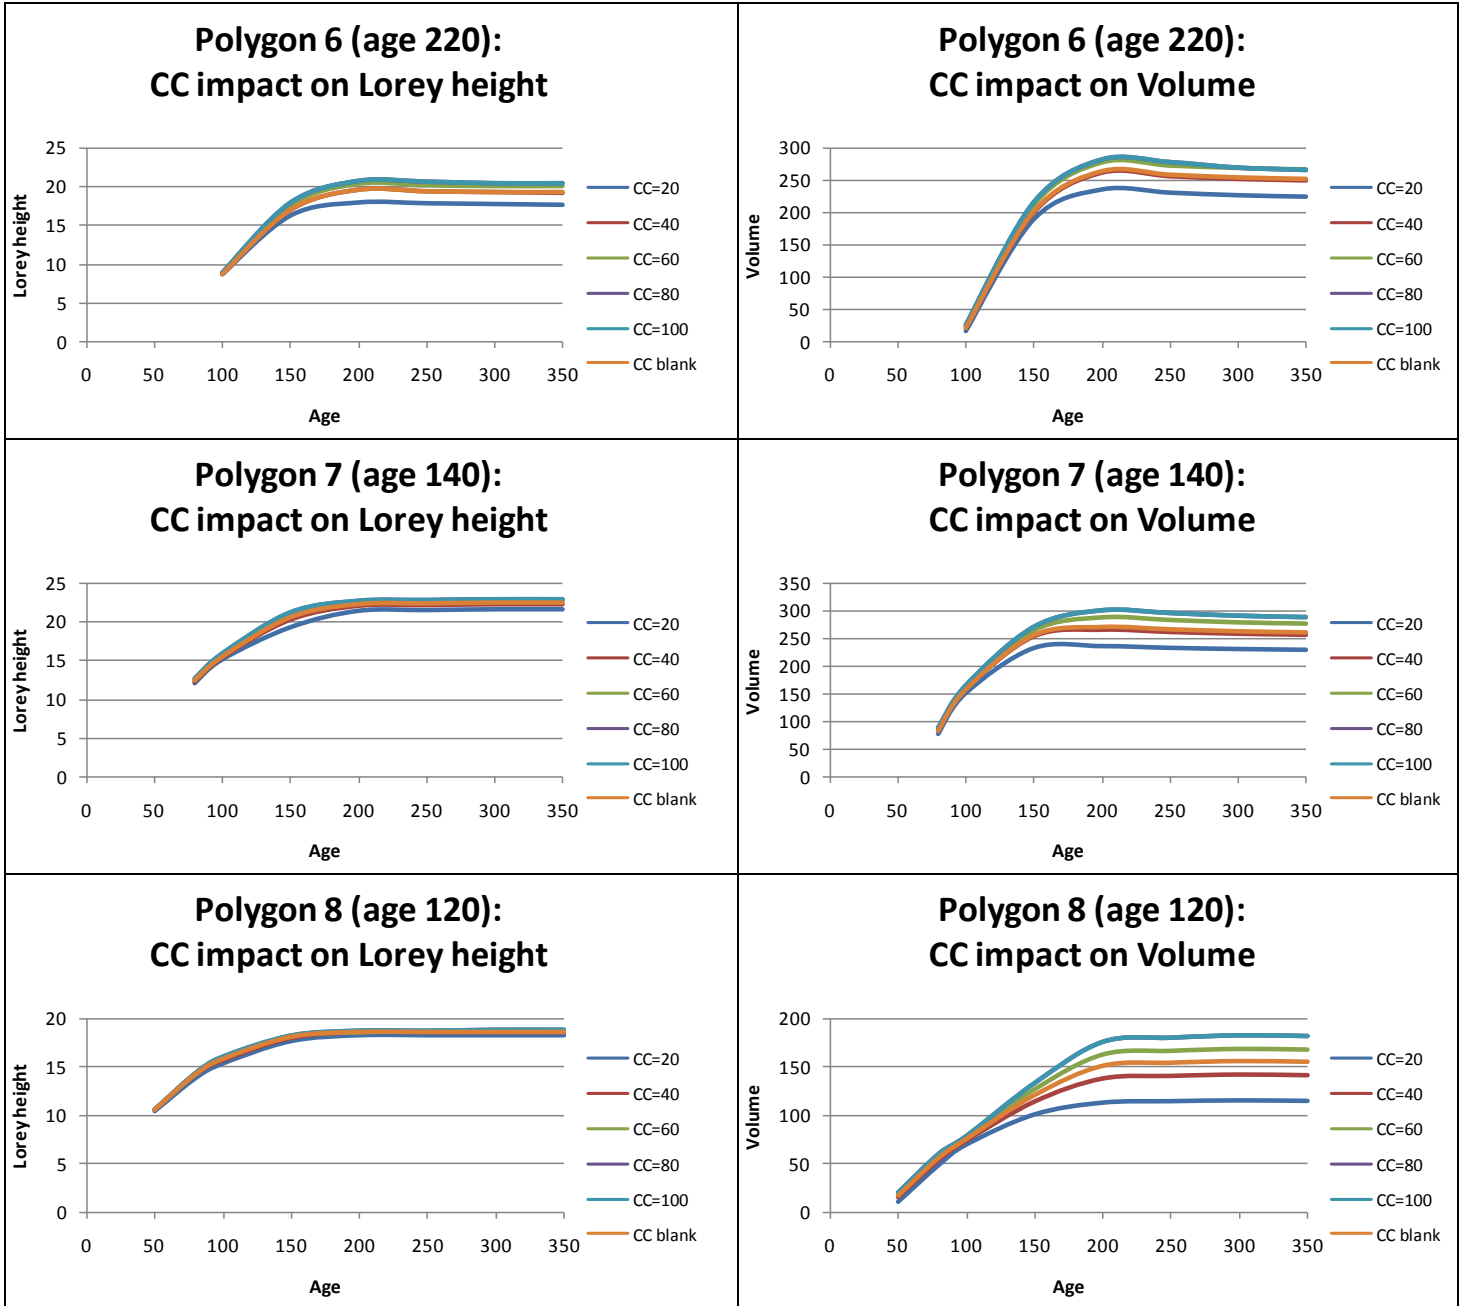 Polygon 6 (age 220):
CC impact on Lorey height
25
20
15
10
5
0
Lorey height
0 50 100 150 200 250 300 350
Age
CC=20
CC=40
CC=60
CC=80
CC=100
CC blank
Polygon 6 (age 220):
CC impact on Volume
300
250
200
150
100
50
0
Volume
0 50 100 150 200 250 300 350
Age
CC=20
CC=40
CC=60
CC=80
CC=100
CC blank
Polygon 7 (age 140):
CC impact on Lorey height
25
20
15
10
5
0
Lorey height
0 50 100 150 200 250 300 350
Age
CC=20
CC=40
CC=60
CC=80
CC=100
CC blank
Polygon 7 (age 140):
CC impact on Volume
350
300
250
200
150
100
50
0
Volume
0 50 100 150 200 250 300 350
Age
CC=20
CC=40
CC=60
CC=80
CC=100
CC blank
Polygon 8 (age 120):
CC impact on Lorey height
20
15
10
5
0
Lorey height
0 50 100 150 200 250 300 350
Age
CC=20
CC=40
CC=60
CC=80
CC=100
CC blank
Polygon 8 (age 120):
CC impact on Volume
200
150
100
50
0
Volume
0 50 100 150 200 250 300 350
Age
CC=20
CC=40
CC=60
CC=80
CC=100
CC blank